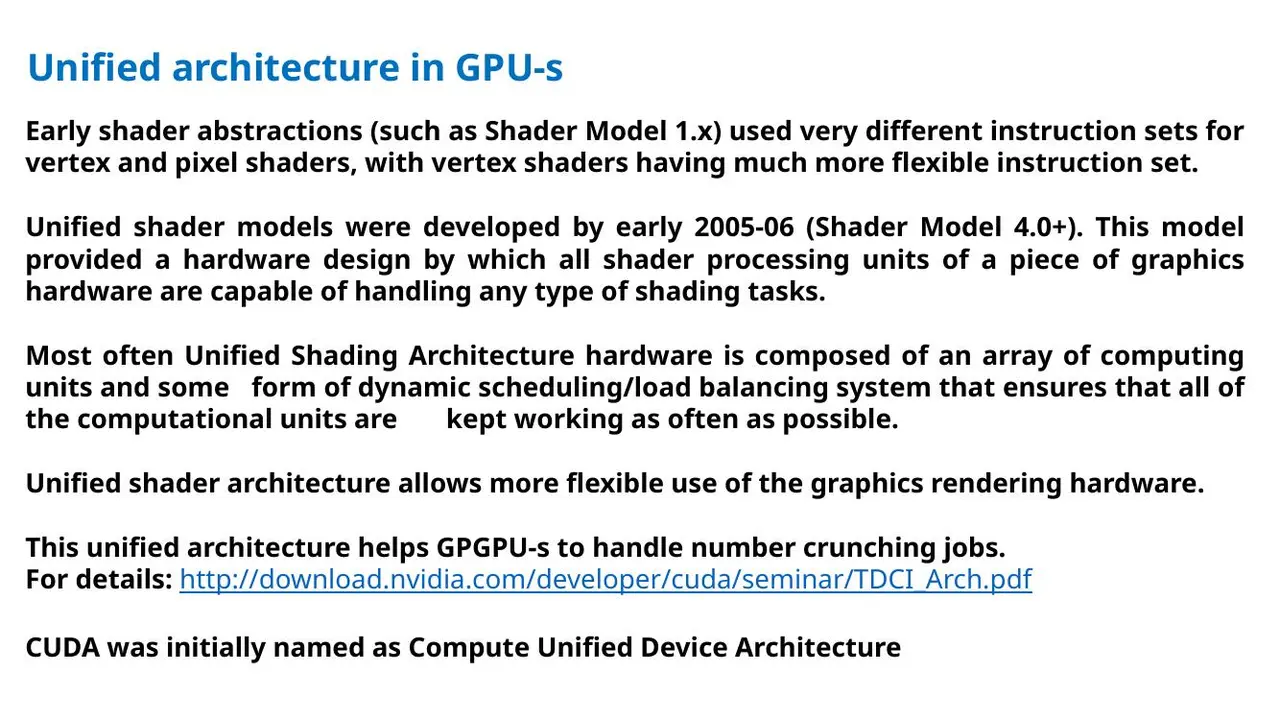 Unified architecture in GPU-s
Early shader abstractions (such as Shader Model 1.x) used very different instruction sets for
vertex and pixel shaders, with vertex shaders having much more flexible instruction set.
Unified shader models were developed by early 2005-06 (Shader Model 4.0+). This model
provided a hardware design by which all shader processing units of a piece of graphics
hardware are capable of handling any type of shading tasks.
Most often Unified Shading Architecture hardware is composed of an array of computing
units and some form of dynamic scheduling/load balancing system that ensures that all of
the computational units are kept working as often as possible.
Unified shader architecture allows more flexible use of the graphics rendering hardware.
This unified architecture helps GPGPU-s to handle number crunching jobs.
For details: http://download.nvidia.com/developer/cuda/seminar/TDCI_Arch.pdf
CUDA was initially named as Compute Unified Device Architecture